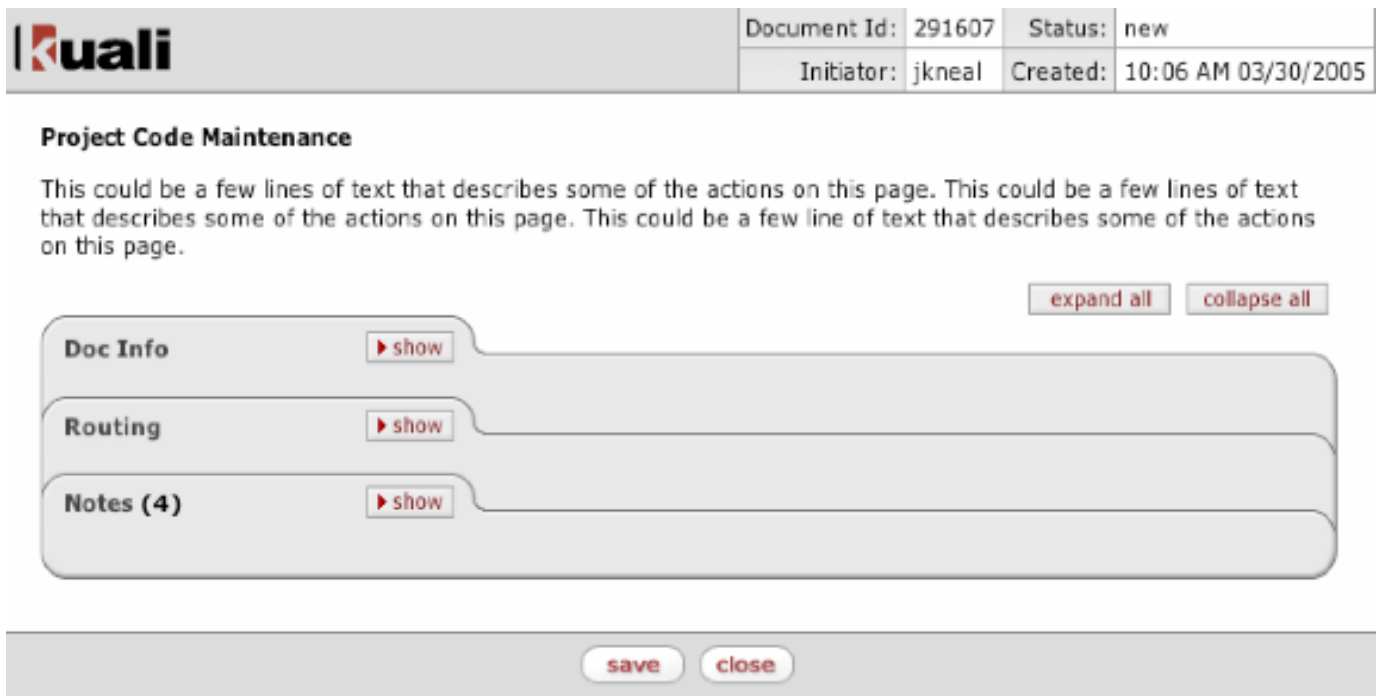 Kuali
Document Id: 291607 Status: new
Initiator: jkneal Created: 10:06 AM 03/30/2005
Project Code Maintenance
This could be a few lines of text that describes some of the actions on this page. This could be a few lines of text
that describes some of the actions on this page. This could be a few line of text that describes some of the actions
on this page.
expand all collapse all
Doc Info show
Routing show
Notes (4) show
save close